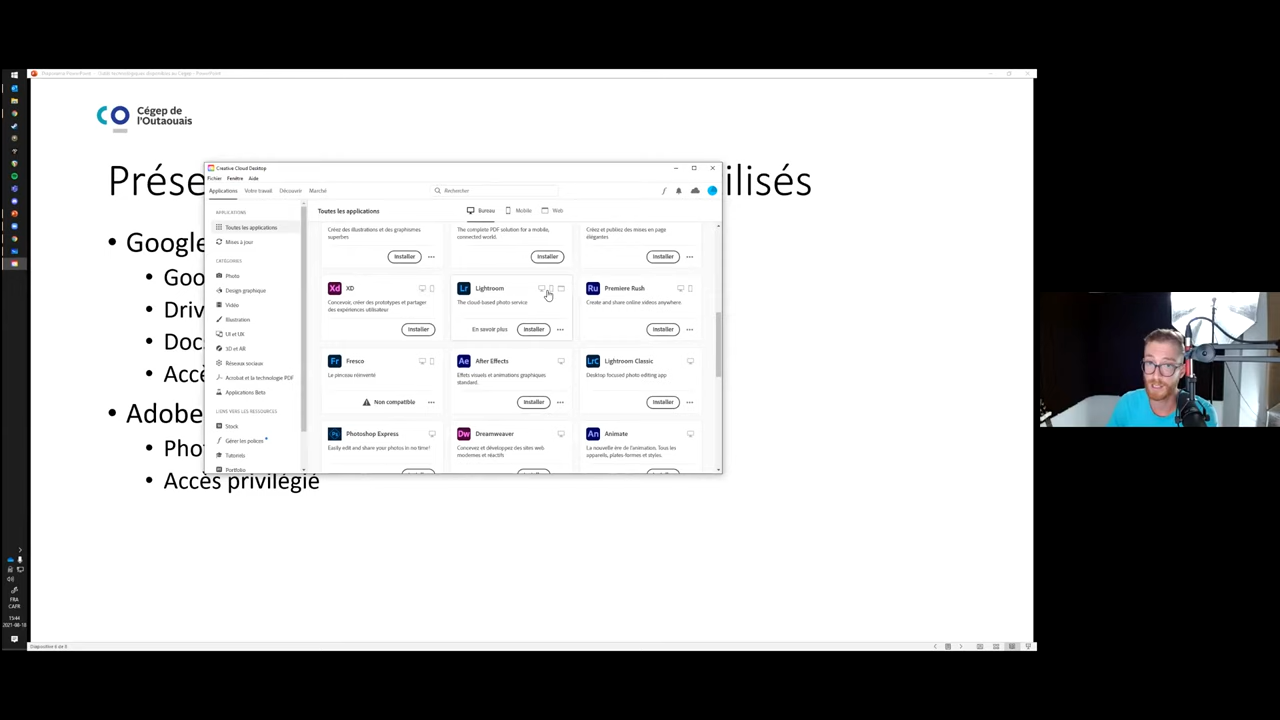 Cégep de
l'Outaouais
Prése
ilisés
• Google
• Goo
• Driv
• Doc
• Accè
• Adobe
• Pho
• Accès privilégié
Creative Cloud Desktop
Fichier Fenêtre Aide
Applications Votre travail Découvrir Marché
Rechercher
APPLICATIONS
Toutes les applications
Mises à jour
CATÉGORIES
Photo
Design graphique
Vidéo
Illustration
UI et UX
3D et AR
Réseaux sociaux
Acrobat et la technologie PDF
Applications Beta
LIENS VERS LES RESSOURCES
Stock
Gérer les polices
Tutoriels
Portfolio
Toutes les applications
Bureau Mobile Web
Créez des illustrations et des graphismes
superbes
Installer
The complete PDF solution for a mobile,
connected world.
Installer
Créez et publiez des mises en page
élégantes
Installer
Xd XD
Concevoir, créer des prototypes et partager
des expériences utilisateur
Installer
Lr Lightroom
The cloud-based photo service
En savoir plus Installer
Ru Premiere Rush
Create and share online videos anywhere.
Installer
Fr Fresco
Le pinceau réinventé
Non compatible
Ae After Effects
Effets visuels et animations graphiques
standard.
Installer
LrC Lightroom Classic
Desktop focused photo editing app
Installer
Photoshop Express
Easily edit and share your photos in no time!
Dw Dreamweaver
Concevez et développez des sites web
modernes et réactifs
An Animate
La nouvelle ère de l'animation. Tous les
appareils, plates-formes et styles.
FRA
CAFR
15:44
2021-08-18